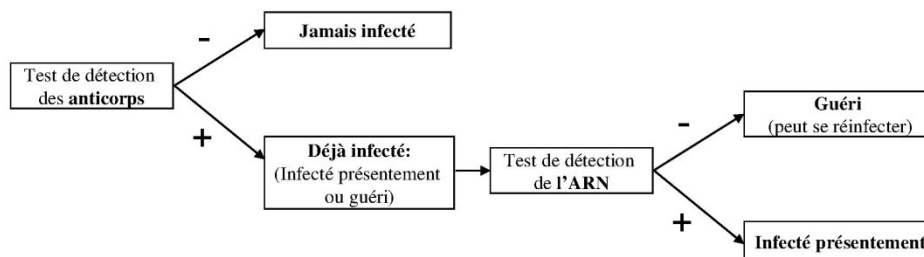 -
Jamais infecté
Test de détection
des anticorps
+
Déjà infecté:
(Infecté présentement
ou guéri)
Test de détection
de l'ARN
-
Guéri
(peut se réinfecter)
+
Infecté présentement